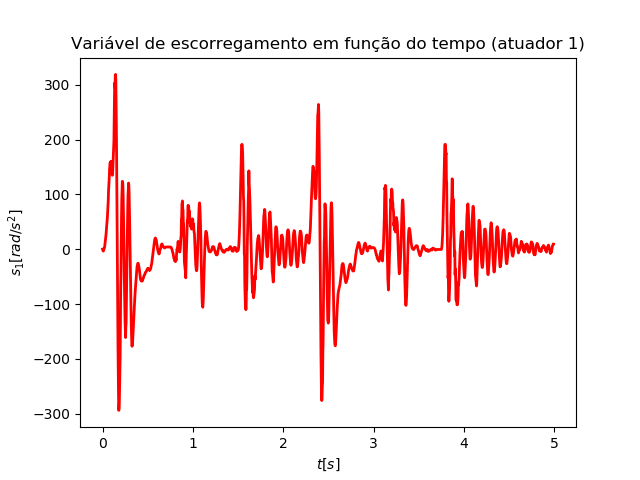 Variável de escorregamento em função do tempo (atuador 1)
300
200
100
0
−100
−200
−300
s₁[rad/s²]
0 1 2 3 4 5
t[s]